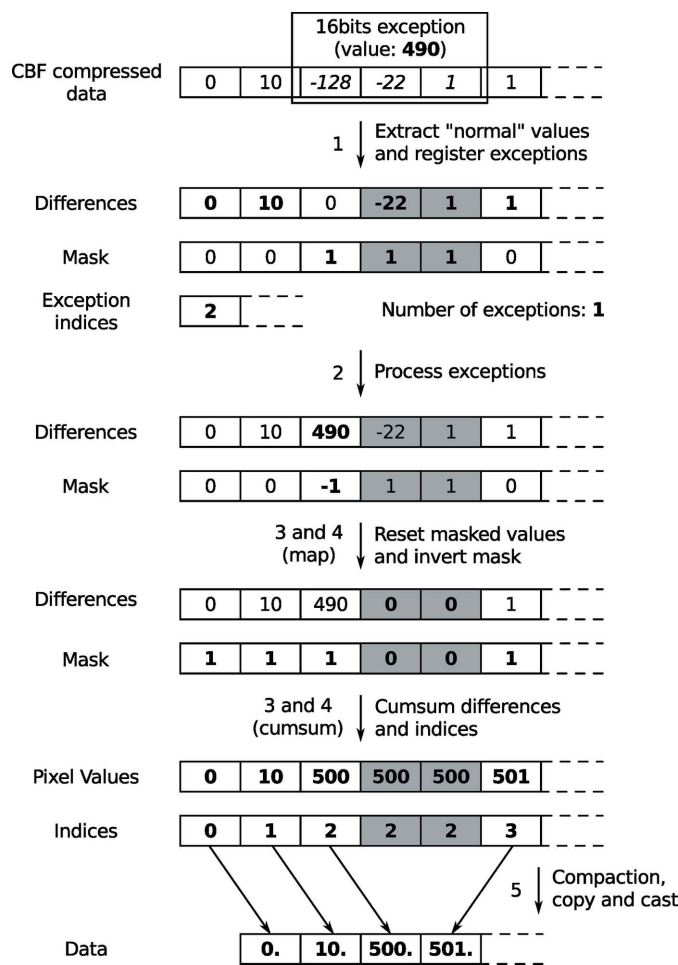 16bits exception
(value: 490)
CBF compressed
data
0 10 -128 -22 1 1
1
Extract "normal" values
and register exceptions
Differences 0 10 0 -22 1 1
Mask 0 0 1 1 1 0
Exception
indices
2
Number of exceptions: 1
2 Process exceptions
Differences 0 10 490 -22 1 1
Mask 0 0 -1 1 1 0
3 and 4
(map)
Reset masked values
and invert mask
Differences 0 10 490 0 0 1
Mask 1 1 1 0 0 1
3 and 4
(cumsum)
Cumsum differences
and indices
Pixel Values 0 10 500 500 500 501
Indices 0 1 2 2 2 3
5
Compaction,
copy and cast
Data 0. 10. 500. 501.